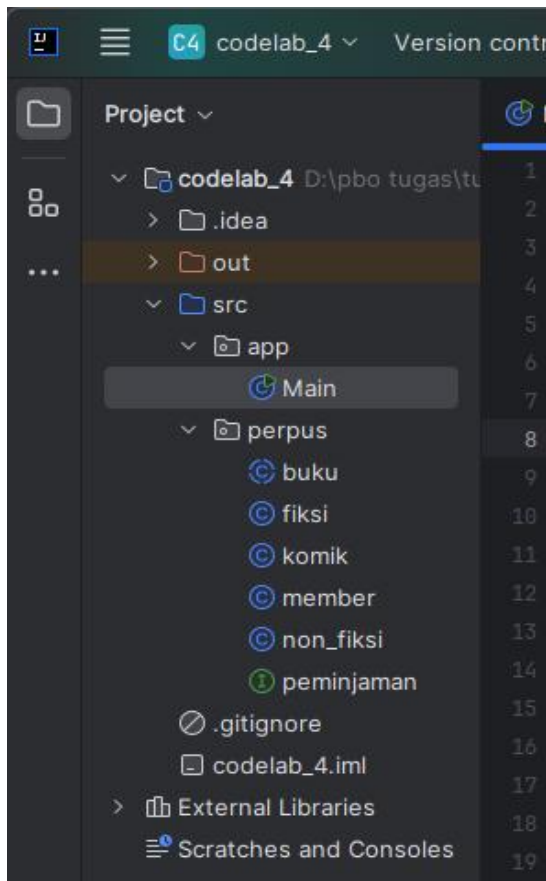 IJ
C4 codelab_4 Version contr
Project
codelab_4 D:\pbo tugas\tu
.idea
out
src
app
Main
perpus
buku
fiksi
komik
member
non_fiksi
peminjaman
.gitignore
codelab_4.iml
External Libraries
Scratches and Consoles
1
2
3
4
5
6
7
8
9
10
11
12
13
14
15
16
17
18
19